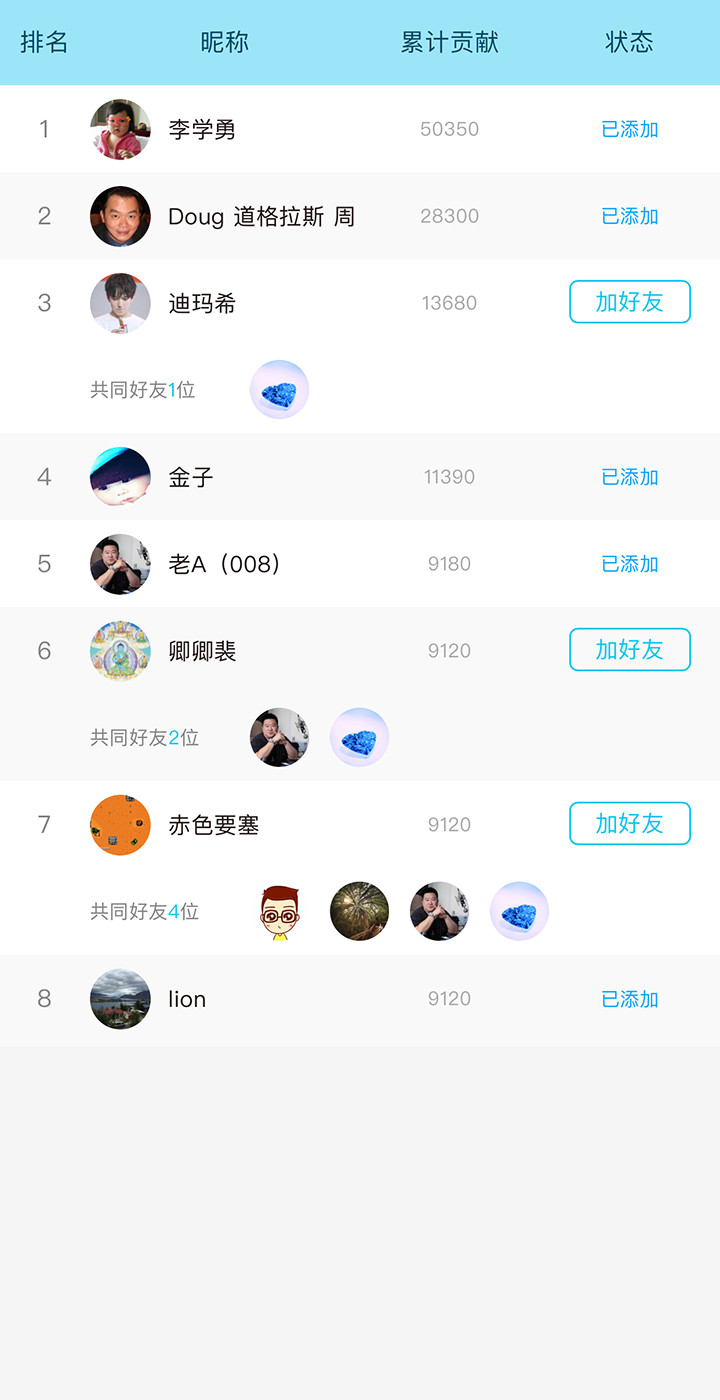 排名 昵称 累计贡献 状态
1 李学勇 50350 已添加
2 Doug 道格拉斯 周 28300 已添加
3 迪玛希 13680 加好友
共同好友1位
4 金子 11390 已添加
5 老A（008） 9180 已添加
6 卿卿裴 9120 加好友
共同好友2位
7 赤色要塞 9120 加好友
共同好友4位
8 lion 9120 已添加